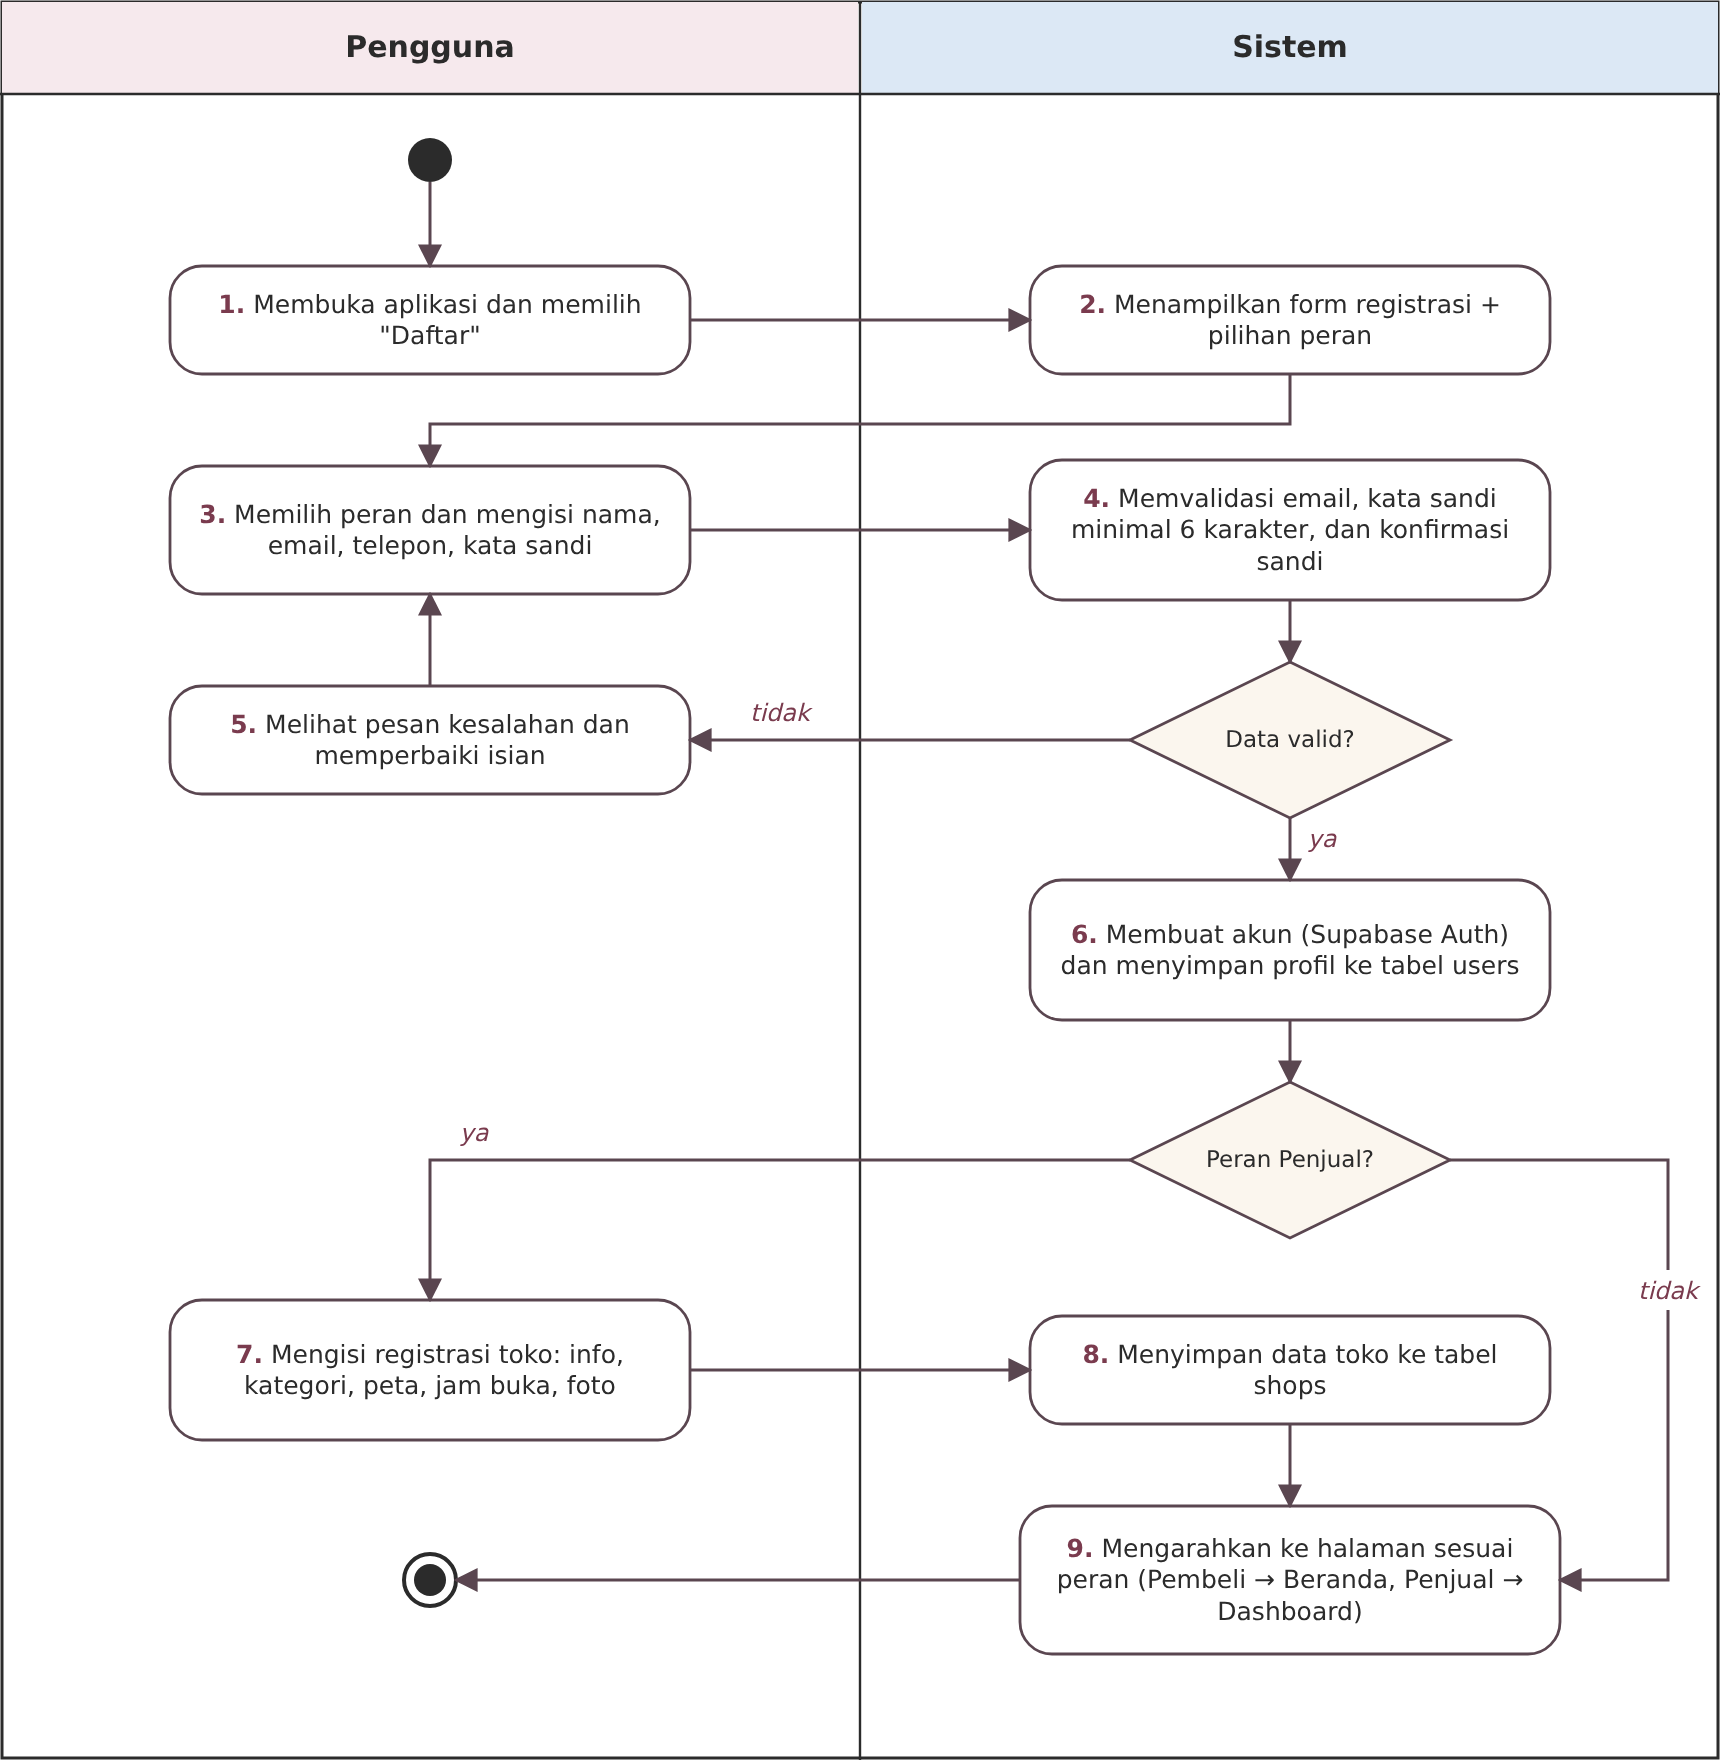 Pengguna
Sistem
1. Membuka aplikasi dan memilih
"Daftar"
2. Menampilkan form registrasi +
pilihan peran
3. Memilih peran dan mengisi nama,
email, telepon, kata sandi
4. Memvalidasi email, kata sandi
minimal 6 karakter, dan konfirmasi
sandi
Data valid?
tidak
5. Melihat pesan kesalahan dan
memperbaiki isian
ya
6. Membuat akun (Supabase Auth)
dan menyimpan profil ke tabel users
Peran Penjual?
ya
tidak
7. Mengisi registrasi toko: info,
kategori, peta, jam buka, foto
8. Menyimpan data toko ke tabel
shops
9. Mengarahkan ke halaman sesuai
peran (Pembeli → Beranda, Penjual →
Dashboard)